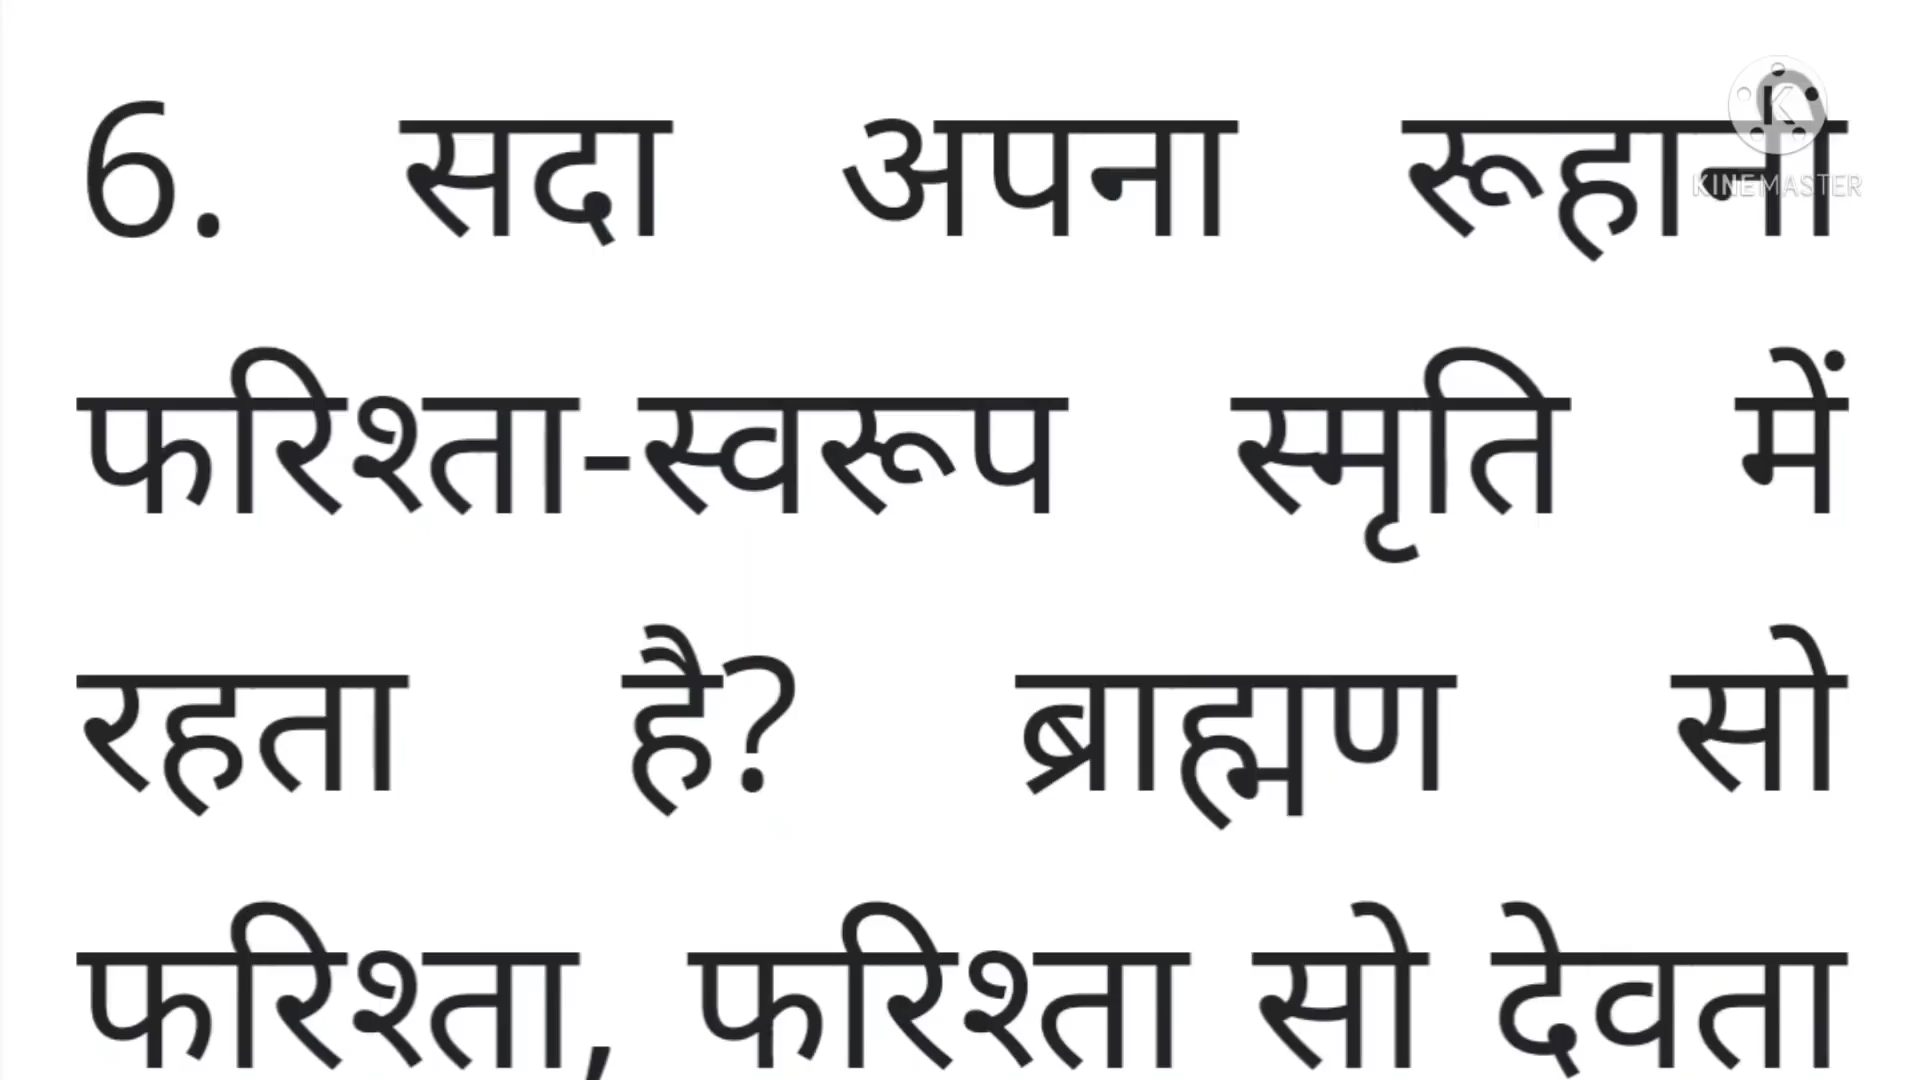 6. सदा अपना रूहानी
KINEMASTER
फरिश्ता-स्वरूप स्मृति में
रहता है? ब्राह्मण सो
फरिश्ता, फरिश्ता सो देवता